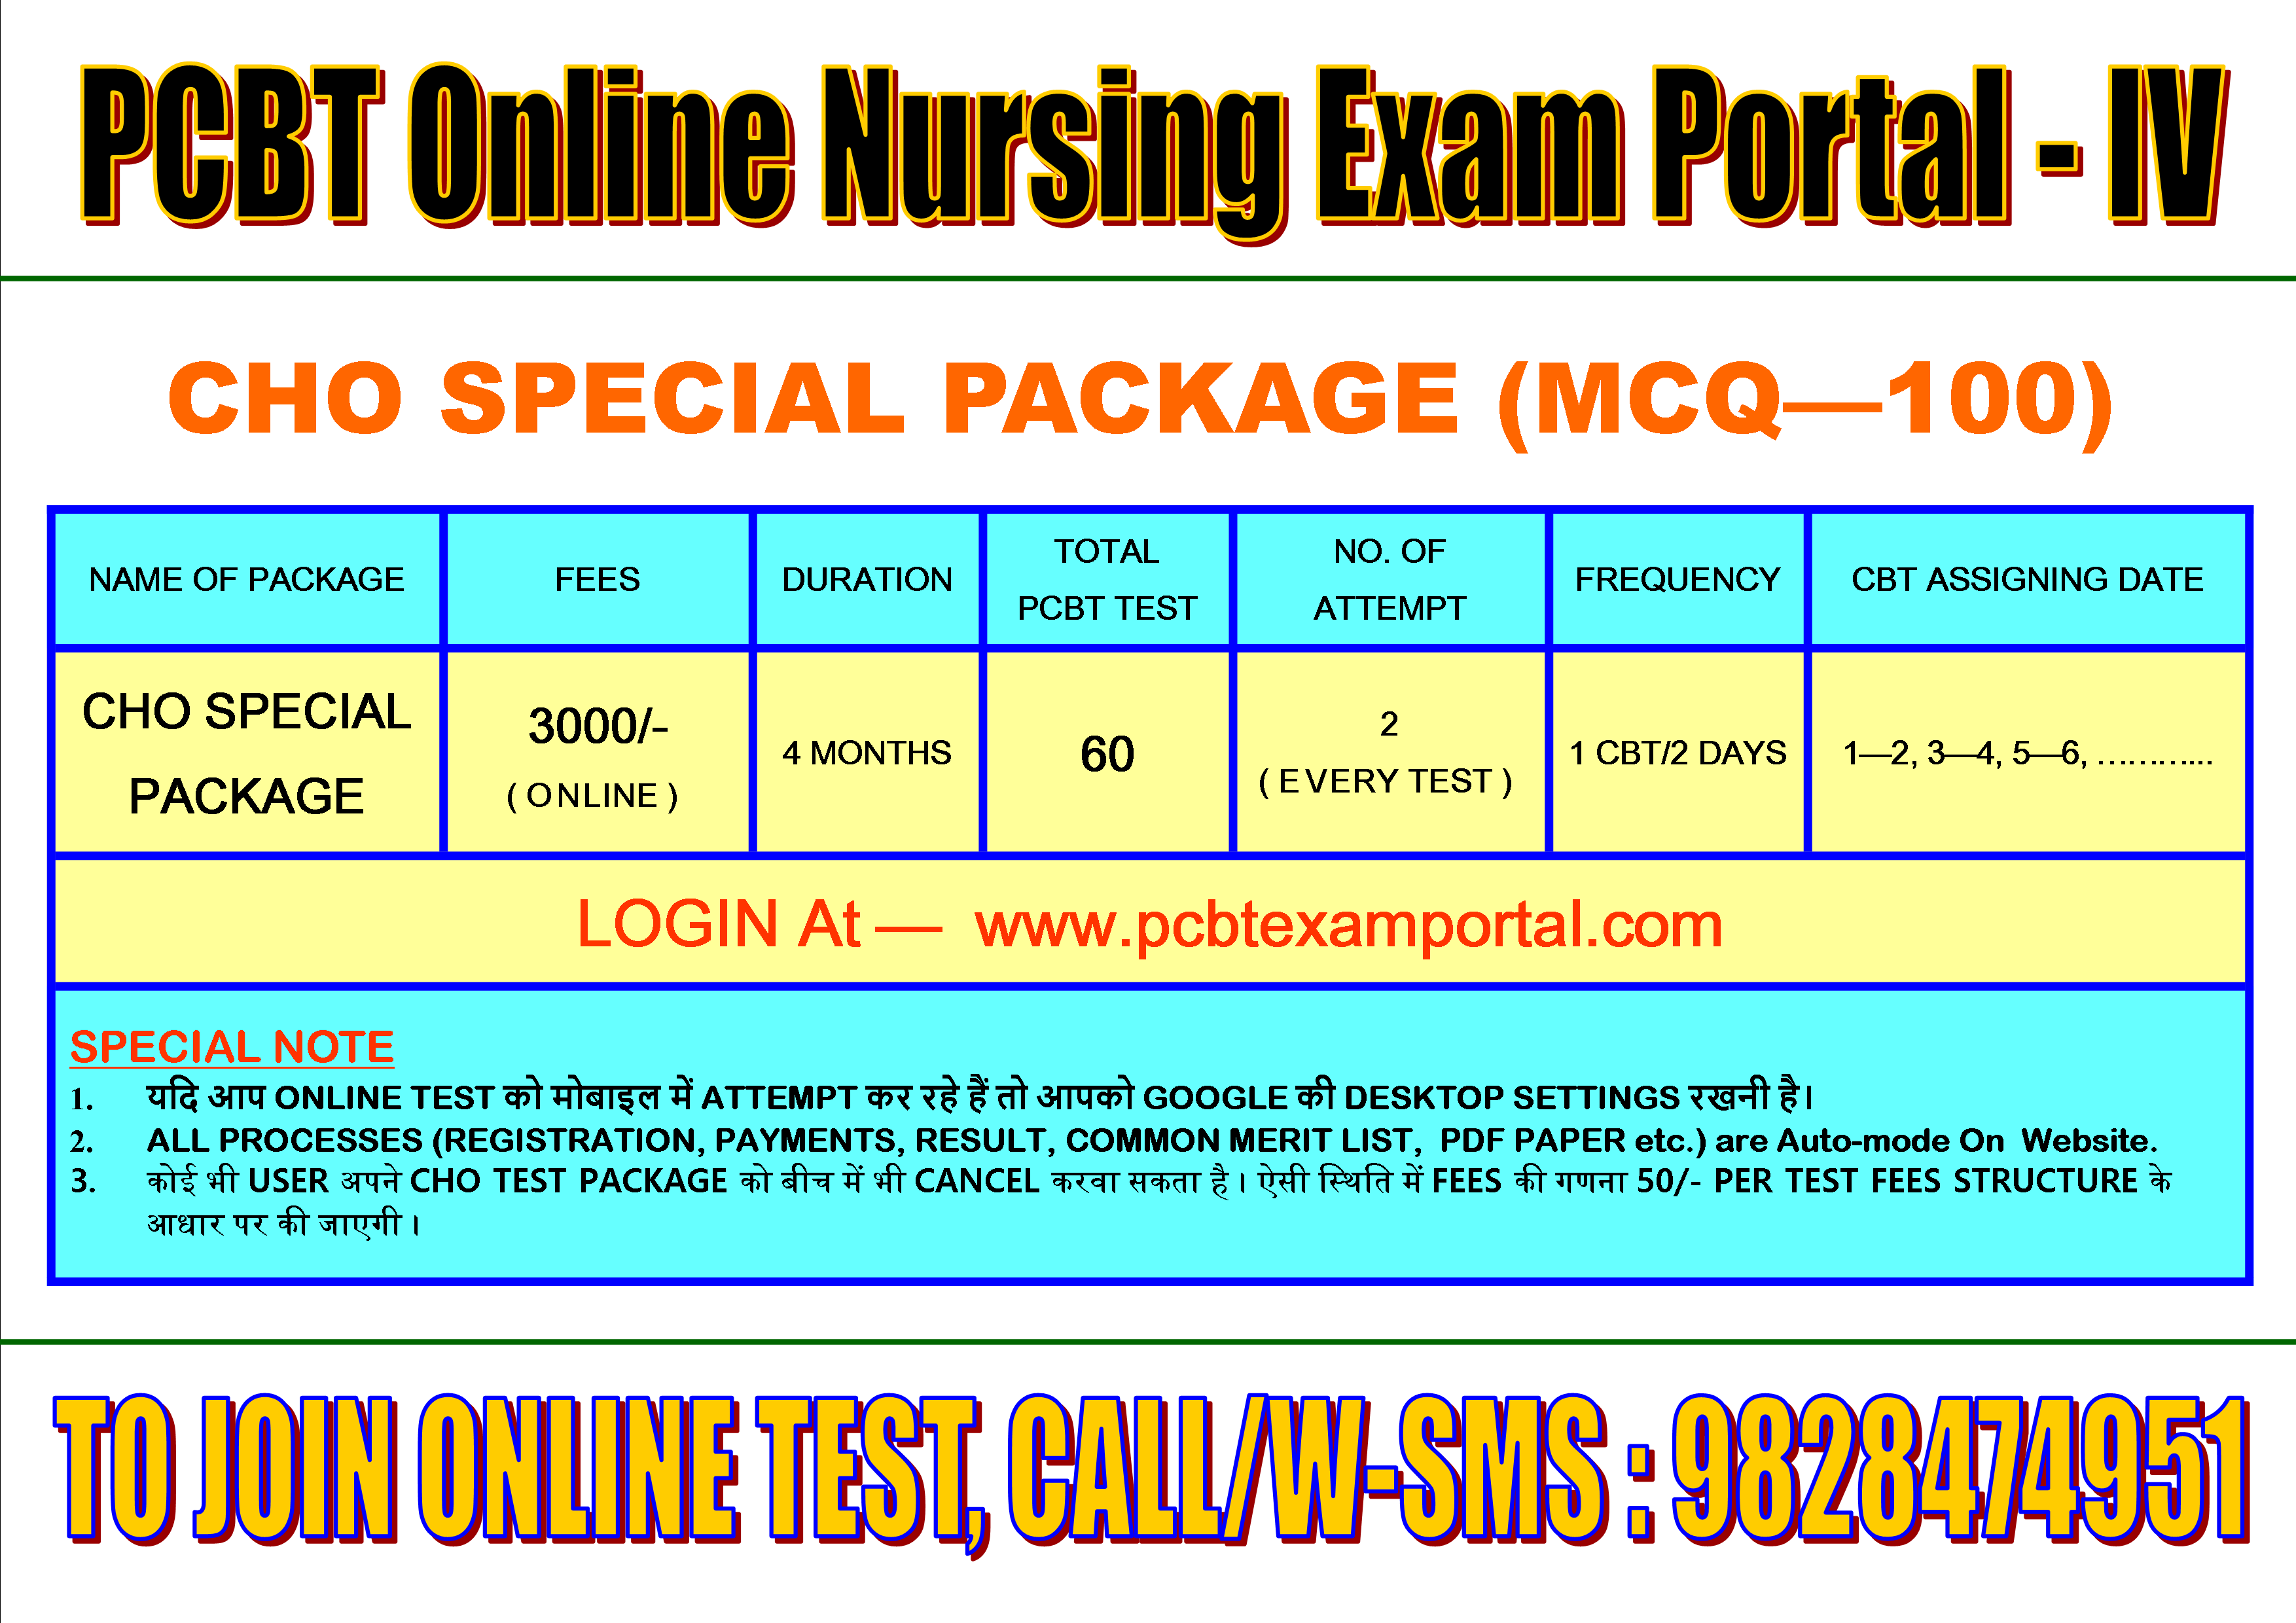 PCBT Online Nursing Exam Portal - IV
CHO SPECIAL PACKAGE (MCQ—100)
NAME OF PACKAGE
FEES
DURATION
TOTAL
PCBT TEST
NO. OF
ATTEMPT
FREQUENCY
CBT ASSIGNING DATE
CHO SPECIAL
PACKAGE
3000/-
( ONLINE )
4 MONTHS
60
2
( EVERY TEST )
1 CBT/2 DAYS
1—2, 3—4, 5—6, ………...
LOGIN At — www.pcbtexamportal.com
SPECIAL NOTE
1. यदि आप ONLINE TEST को मोबाइल में ATTEMPT कर रहे हैं तो आपको GOOGLE की DESKTOP SETTINGS रखनी है।
2. ALL PROCESSES (REGISTRATION, PAYMENTS, RESULT, COMMON MERIT LIST, PDF PAPER etc.) are Auto-mode On Website.
3. कोई भी USER अपने CHO TEST PACKAGE को बीच में भी CANCEL करवा सकता है। ऐसी स्थिति में FEES की गणना 50/- PER TEST FEES STRUCTURE के
आधार पर की जाएगी।
TO JOIN ONLINE TEST, CALL/W-SMS : 9828474951